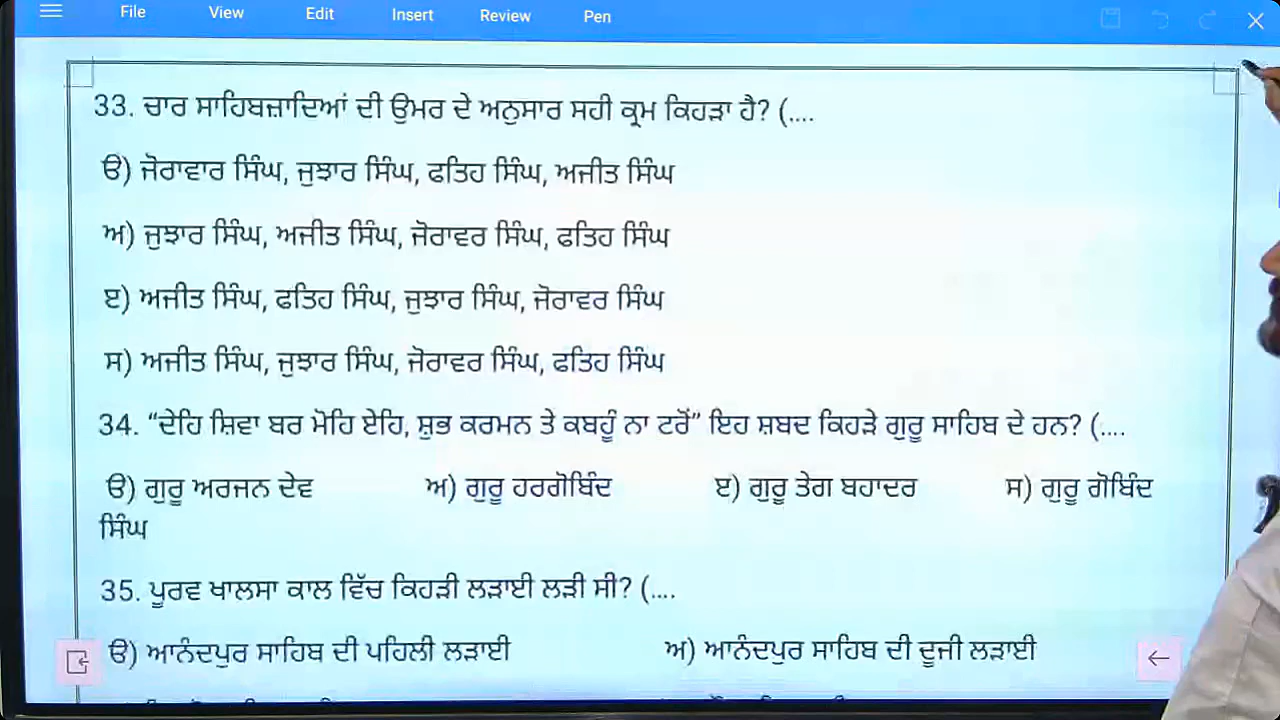 File View Edit Insert Review Pen
33. ਚਾਰ ਸਾਹਿਬਜ਼ਾਦਿਆਂ ਦੀ ਉਮਰ ਦੇ ਅਨੁਸਾਰ ਸਹੀ ਕ੍ਰਮ ਕਿਹੜਾ ਹੈ? (....
ੳ) ਜੋਰਾਵਾਰ ਸਿੰਘ, ਜੁਝਾਰ ਸਿੰਘ, ਫਤਿਹ ਸਿੰਘ, ਅਜੀਤ ਸਿੰਘ
ਅ) ਜੁਝਾਰ ਸਿੰਘ, ਅਜੀਤ ਸਿੰਘ, ਜੋਰਾਵਰ ਸਿੰਘ, ਫਤਿਹ ਸਿੰਘ
ੲ) ਅਜੀਤ ਸਿੰਘ, ਫਤਿਹ ਸਿੰਘ, ਜੁਝਾਰ ਸਿੰਘ, ਜੋਰਾਵਰ ਸਿੰਘ
ਸ) ਅਜੀਤ ਸਿੰਘ, ਜੁਝਾਰ ਸਿੰਘ, ਜੋਰਾਵਰ ਸਿੰਘ, ਫਤਿਹ ਸਿੰਘ
34. “ਦੇਹਿ ਸ਼ਿਵਾ ਬਰ ਮੋਹਿ ਏਹਿ, ਸ਼ੁਭ ਕਰਮਨ ਤੇ ਕਬਹੂੰ ਨਾ ਟਰੋਂ” ਇਹ ਸ਼ਬਦ ਕਿਹੜੇ ਗੁਰੂ ਸਾਹਿਬ ਦੇ ਹਨ? (....
ੳ) ਗੁਰੂ ਅਰਜਨ ਦੇਵ ਅ) ਗੁਰੂ ਹਰਗੋਬਿੰਦ ੲ) ਗੁਰੂ ਤੇਗ ਬਹਾਦਰ ਸ) ਗੁਰੂ ਗੋਬਿੰਦ
ਸਿੰਘ
35. ਪੂਰਵ ਖਾਲਸਾ ਕਾਲ ਵਿੱਚ ਕਿਹੜੀ ਲੜਾਈ ਲੜੀ ਸੀ? (....
ੳ) ਆਨੰਦਪੁਰ ਸਾਹਿਬ ਦੀ ਪਹਿਲੀ ਲੜਾਈ ਅ) ਆਨੰਦਪੁਰ ਸਾਹਿਬ ਦੀ ਦੂਜੀ ਲੜਾਈ